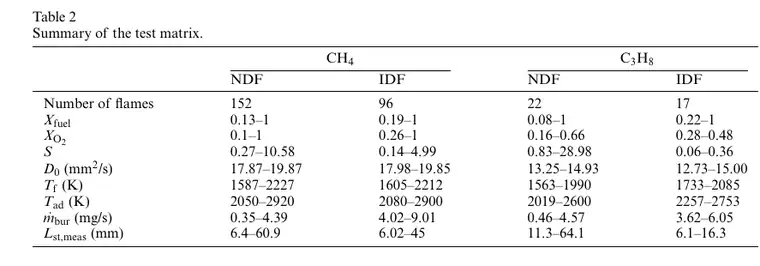 Table 2
Summary of the test matrix.
CH₄ C₃H₈
NDF IDF NDF IDF
Number of flames 152 96 22 17
X_fuel 0.13–1 0.19–1 0.08–1 0.22–1
X_O₂ 0.1–1 0.26–1 0.16–0.66 0.28–0.48
S 0.27–10.58 0.14–4.99 0.83–28.98 0.06–0.36
D₀ (mm²/s) 17.87–19.87 17.98–19.85 13.25–14.93 12.73–15.00
T_f (K) 1587–2227 1605–2212 1563–1990 1733–2085
T_ad (K) 2050–2920 2080–2900 2019–2600 2257–2753
ṁ_bur (mg/s) 0.35–4.39 4.02–9.01 0.46–4.57 3.62–6.05
L_st,meas (mm) 6.4–60.9 6.02–45 11.3–64.1 6.1–16.3